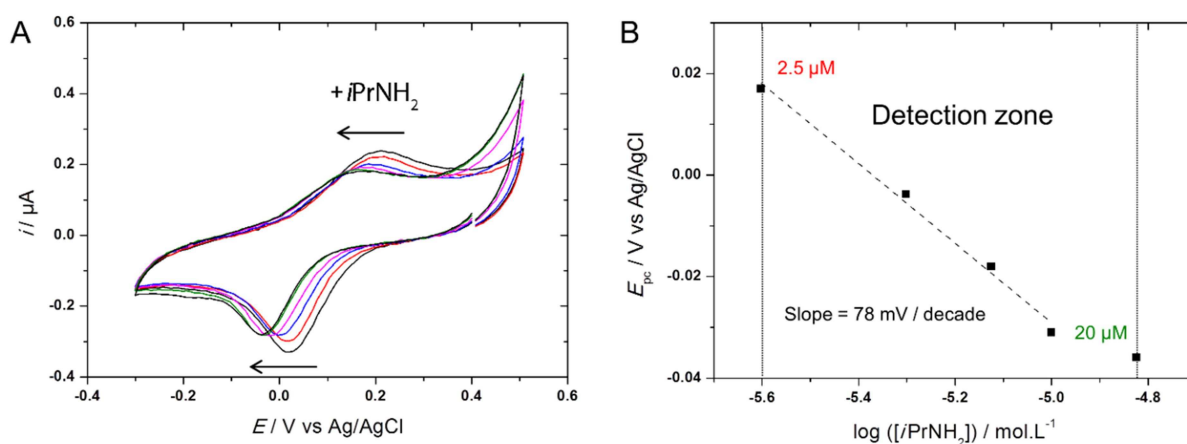 A
+ iPrNH₂
0.6
0.4
0.2
0.0
-0.2
-0.4
i / µA
-0.4 -0.2 0.0 0.2 0.4 0.6
E / V vs Ag/AgCl
B
2.5 µM
Detection zone
Slope = 78 mV / decade
20 µM
0.02
0.00
-0.02
-0.04
E_pc / V vs Ag/AgCl
-5.6 -5.4 -5.2 -5.0 -4.8
log ([iPrNH₂]) / mol.L⁻¹